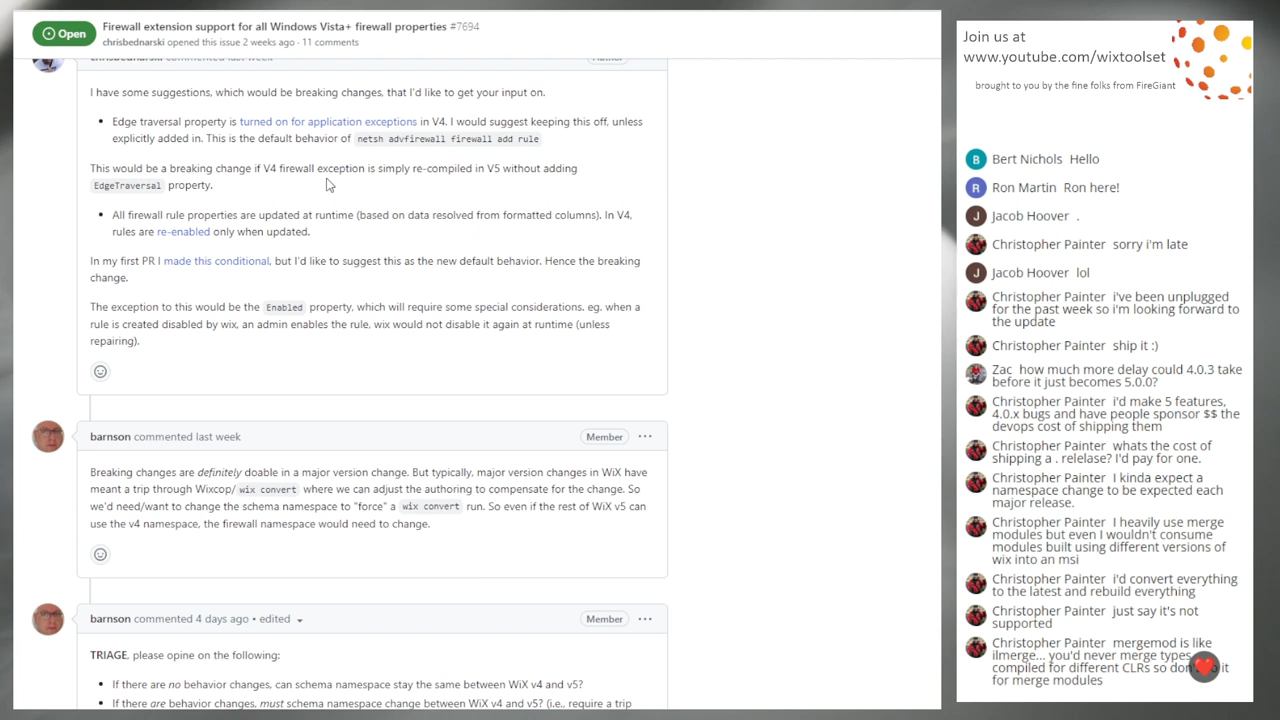 Open
Firewall extension support for all Windows Vista+ firewall properties #7694
chrisbednarski opened this issue 2 weeks ago · 11 comments
chrisbednarski commented last week
Author
I have some suggestions, which would be breaking changes, that I'd like to get your input on.
• Edge traversal property is turned on for application exceptions in V4. I would suggest keeping this off, unless
explicitly added in. This is the default behavior of netsh advfirewall firewall add rule
This would be a breaking change if V4 firewall exception is simply re-compiled in V5 without adding
EdgeTraversal property.
• All firewall rule properties are updated at runtime (based on data resolved from formatted columns). In V4,
rules are re-enabled only when updated.
In my first PR I made this conditional, but I'd like to suggest this as the new default behavior. Hence the breaking
change.
The exception to this would be the Enabled property, which will require some special considerations. eg. when a
rule is created disabled by wix, an admin enables the rule, wix would not disable it again at runtime (unless
repairing).
barnson commented last week
Member
Breaking changes are definitely doable in a major version change. But typically, major version changes in WiX have
meant a trip through Wixcop/ wix convert where we can adjust the authoring to compensate for the change. So
we'd need/want to change the schema namespace to "force" a wix convert run. So even if the rest of WiX v5 can
use the v4 namespace, the firewall namespace would need to change.
barnson commented 4 days ago • edited
Member
TRIAGE, please opine on the following:
• If there are no behavior changes, can schema namespace stay the same between WiX v4 and v5?
• If there are behavior changes, must schema namespace change between WiX v4 and v5? (i.e., require a trip
Join us at
www.youtube.com/wixtoolset
brought to you by the fine folks from FireGiant
B Bert Nichols Hello
R Ron Martin Ron here!
J Jacob Hoover .
Christopher Painter sorry i'm late
J Jacob Hoover lol
Christopher Painter i've been unplugged
for the past week so i'm looking forward to
the update
Christopher Painter ship it :)
Zac how much more delay could 4.0.3 take
before it just becomes 5.0.0?
Christopher Painter i'd make 5 features,
4.0.x bugs and have people sponsor $$ the
devops cost of shipping them
Christopher Painter whats the cost of
shipping a . relelase? I'd pay for one.
Christopher Painter I kinda expect a
namespace change to be expected each
major release.
Christopher Painter I heavily use merge
modules but even I wouldn't consume
modules built using different versions of
wix into an msi
Christopher Painter i'd convert everything
to the latest and rebuild everything
Christopher Painter just say it's not
supported
Christopher Painter mergemod is like
ilmerge... you'd never merge types
compiled for different CLRs so it
for merge modules